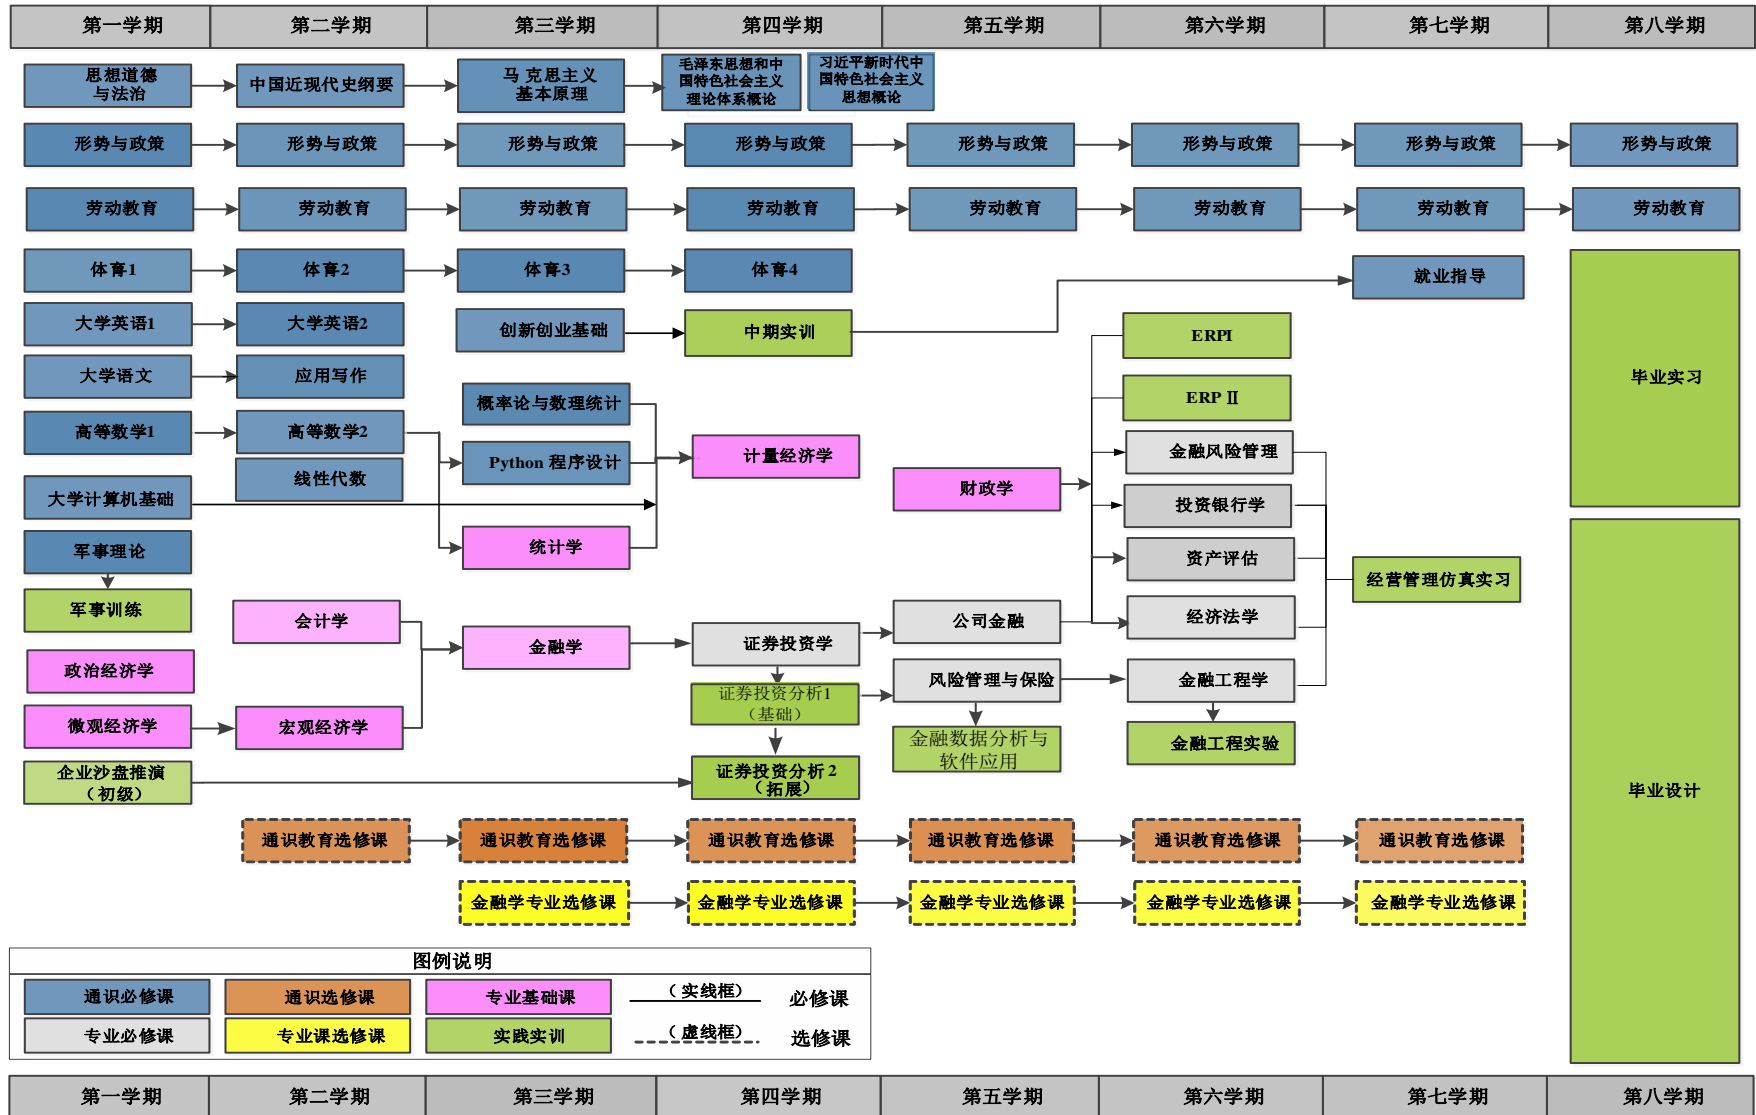 第一学期
第二学期
第三学期
第四学期
第五学期
第六学期
第七学期
第八学期
思想道德
与法治
中国近现代史纲要
马克思主义
基本原理
毛泽东思想和中
国特色社会主义
理论体系概论
习近平新时代中
国特色社会主义
思想概论
形势与政策
形势与政策
形势与政策
形势与政策
形势与政策
形势与政策
形势与政策
形势与政策
劳动教育
劳动教育
劳动教育
劳动教育
劳动教育
劳动教育
劳动教育
劳动教育
体育1
体育2
体育3
体育4
就业指导
大学英语1
大学英语2
创新创业基础
中期实训
ERPI
大学语文
应用写作
概率论与数理统计
ERP II
毕业实习
高等数学1
高等数学2
Python 程序设计
计量经济学
金融风险管理
线性代数
大学计算机基础
财政学
投资银行学
军事理论
统计学
资产评估
经营管理仿真实习
军事训练
会计学
金融学
证券投资学
公司金融
经济法学
政治经济学
证券投资分析1
（基础）
风险管理与保险
金融工程学
微观经济学
宏观经济学
金融数据分析与
软件应用
金融工程实验
企业沙盘推演
（初级）
证券投资分析2
（拓展）
毕业设计
通识教育选修课
通识教育选修课
通识教育选修课
通识教育选修课
通识教育选修课
通识教育选修课
金融学专业选修课
金融学专业选修课
金融学专业选修课
金融学专业选修课
金融学专业选修课
图例说明
通识必修课
通识选修课
专业基础课
（实线框）
必修课
专业必修课
专业课选修课
实践实训
（虚线框）
选修课
第一学期
第二学期
第三学期
第四学期
第五学期
第六学期
第七学期
第八学期